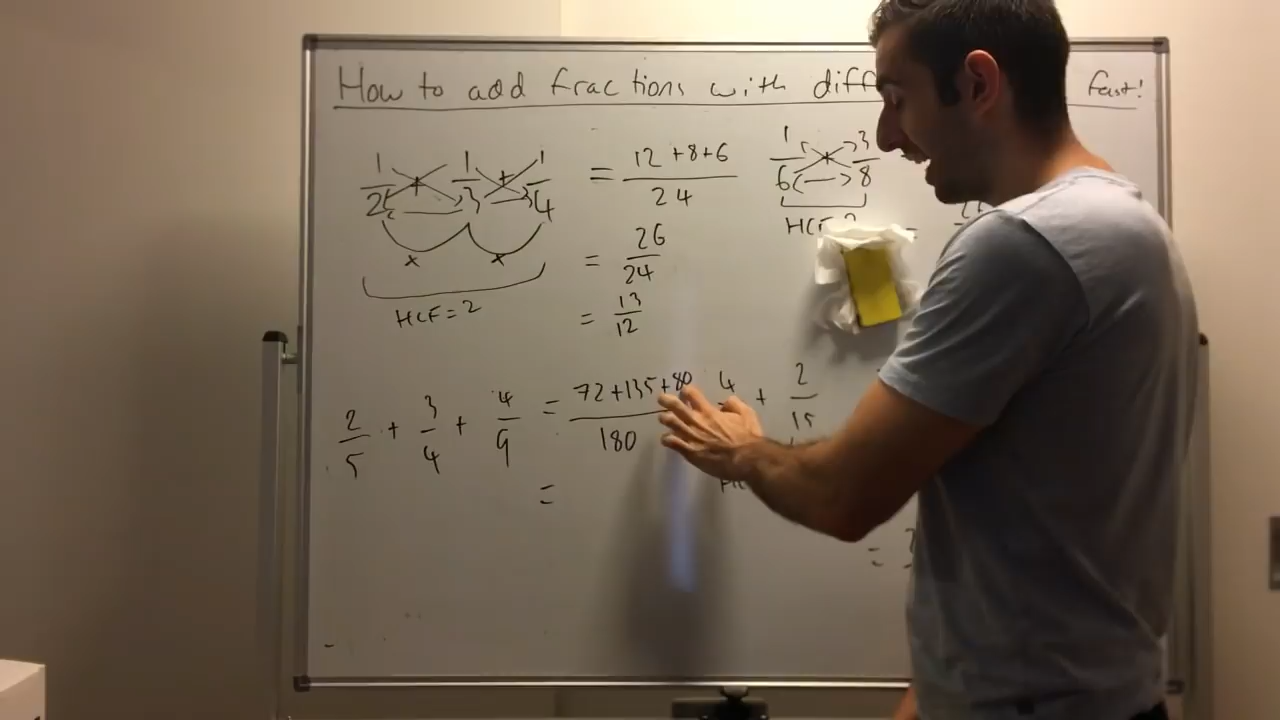 How to add fractions with diff fast!
1/2 + 1/3 + 1/4 = 12+8+6/24
× ×
HCF=2
= 26/24
= 13/12
1/6 + 3/8
2/5 + 3/4 + 4/9 = 72+135+80/180
=
4 + 2/15
=